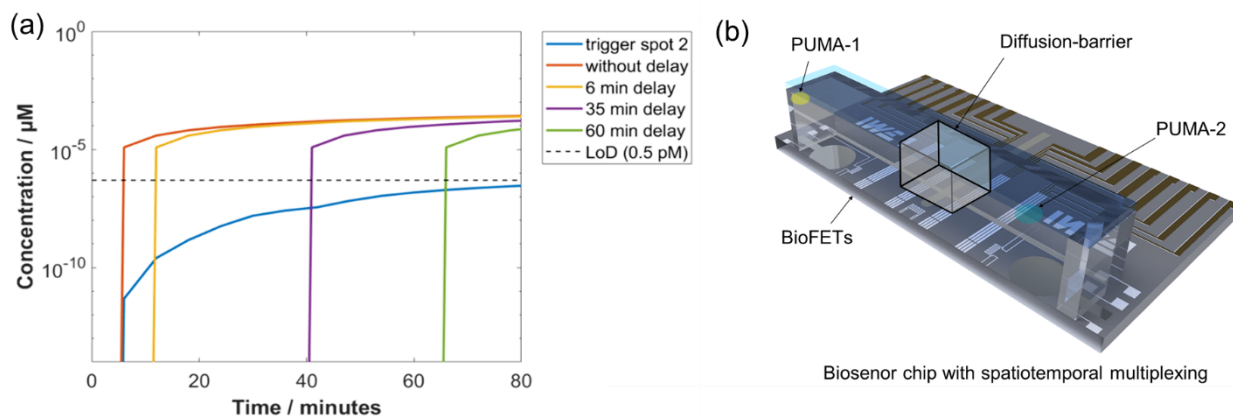 (a)
10^0
10^-5
10^-10
Concentration / μM
0
20
40
60
80
Time / minutes
trigger spot 2
without delay
6 min delay
35 min delay
60 min delay
LoD (0.5 pM)
(b)
PUMA-1
Diffusion-barrier
PUMA-2
BioFETs
Biosenor chip with spatiotemporal multiplexing